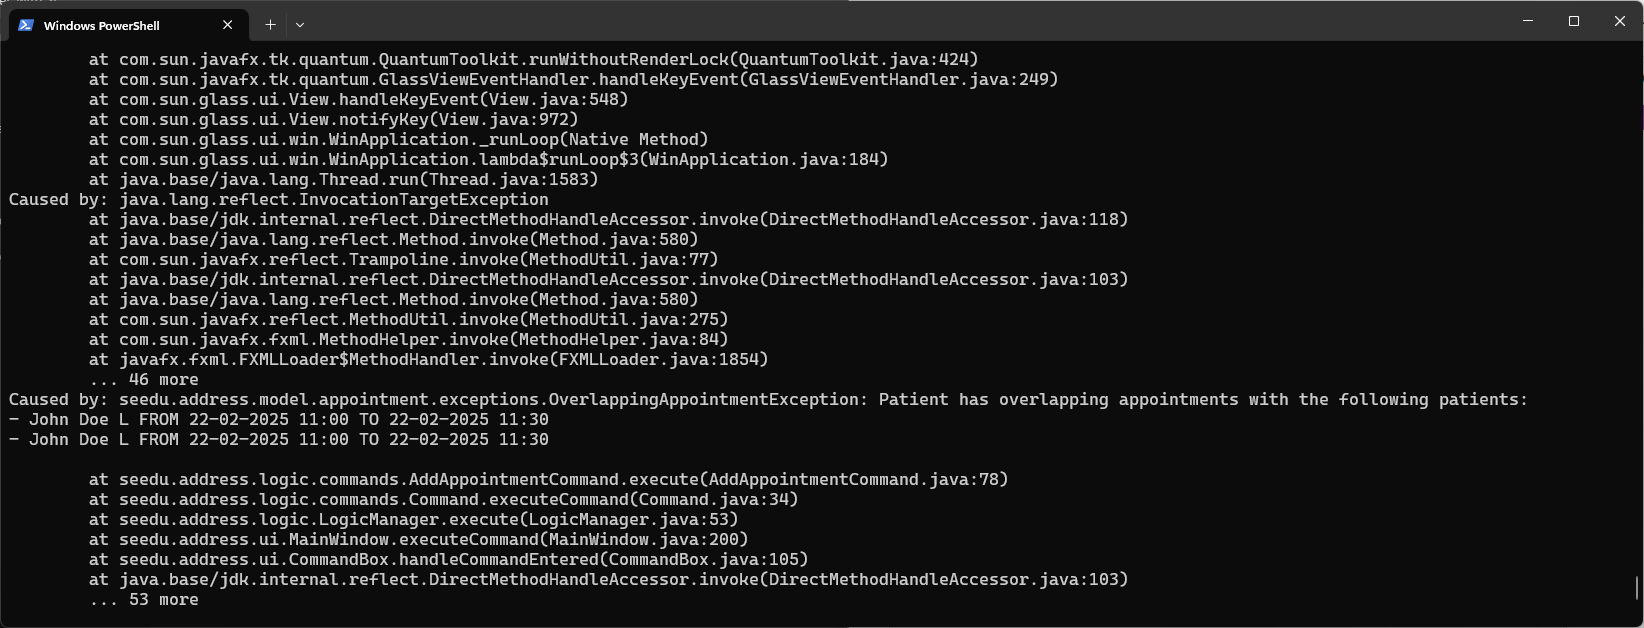 Windows PowerShell
at com.sun.javafx.tk.quantum.QuantumToolkit.runWithoutRenderLock(QuantumToolkit.java:424)
at com.sun.javafx.tk.quantum.GlassViewEventHandler.handleKeyEvent(GlassViewEventHandler.java:249)
at com.sun.glass.ui.View.handleKeyEvent(View.java:548)
at com.sun.glass.ui.View.notifyKey(View.java:972)
at com.sun.glass.ui.win.WinApplication._runLoop(Native Method)
at com.sun.glass.ui.win.WinApplication.lambda$runLoop$3(WinApplication.java:184)
at java.base/java.lang.Thread.run(Thread.java:1583)
Caused by: java.lang.reflect.InvocationTargetException
at java.base/jdk.internal.reflect.DirectMethodHandleAccessor.invoke(DirectMethodHandleAccessor.java:118)
at java.base/java.lang.reflect.Method.invoke(Method.java:580)
at com.sun.javafx.reflect.Trampoline.invoke(MethodUtil.java:77)
at java.base/jdk.internal.reflect.DirectMethodHandleAccessor.invoke(DirectMethodHandleAccessor.java:103)
at java.base/java.lang.reflect.Method.invoke(Method.java:580)
at com.sun.javafx.reflect.MethodUtil.invoke(MethodUtil.java:275)
at com.sun.javafx.fxml.MethodHelper.invoke(MethodHelper.java:84)
at javafx.fxml.FXMLLoader$MethodHandler.invoke(FXMLLoader.java:1854)
... 46 more
Caused by: seedu.address.model.appointment.exceptions.OverlappingAppointmentException: Patient has overlapping appointments with the following patients:
- John Doe L FROM 22-02-2025 11:00 TO 22-02-2025 11:30
- John Doe L FROM 22-02-2025 11:00 TO 22-02-2025 11:30
at seedu.address.logic.commands.AddAppointmentCommand.execute(AddAppointmentCommand.java:78)
at seedu.address.logic.commands.Command.executeCommand(Command.java:34)
at seedu.address.logic.LogicManager.execute(LogicManager.java:53)
at seedu.address.ui.MainWindow.executeCommand(MainWindow.java:200)
at seedu.address.ui.CommandBox.handleCommandEntered(CommandBox.java:105)
at java.base/jdk.internal.reflect.DirectMethodHandleAccessor.invoke(DirectMethodHandleAccessor.java:103)
... 53 more